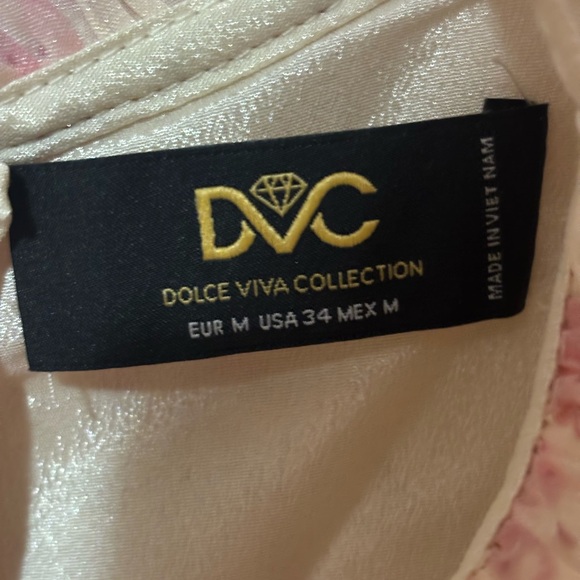 DVC
DOLCE VIVA COLLECTION
EUR M USA 34 MEX M
MADE IN VIET NAM